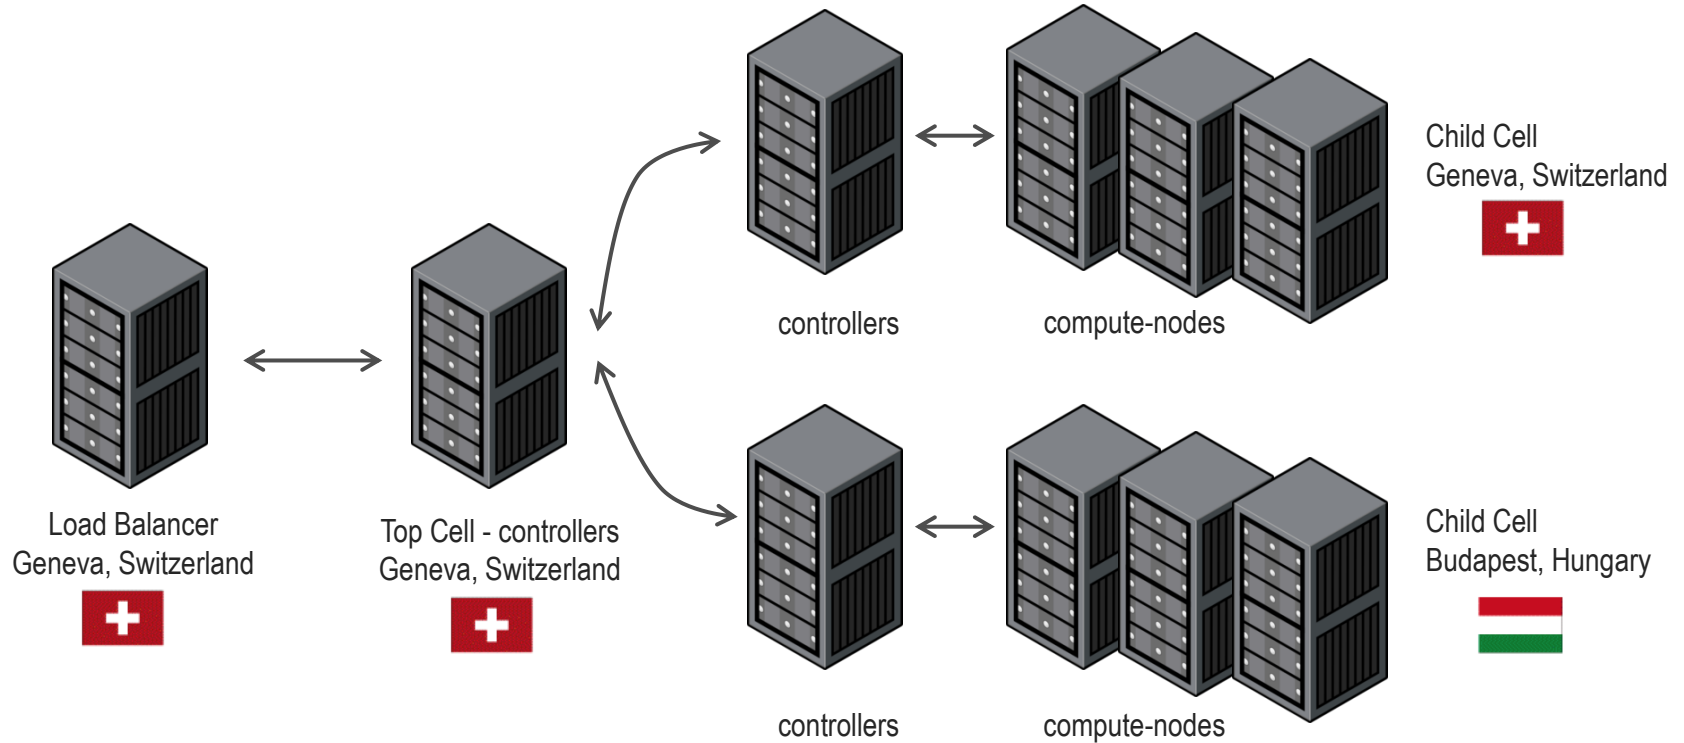 Load Balancer
Geneva, Switzerland
Top Cell - controllers
Geneva, Switzerland
controllers
compute-nodes
Child Cell
Geneva, Switzerland
controllers
compute-nodes
Child Cell
Budapest, Hungary